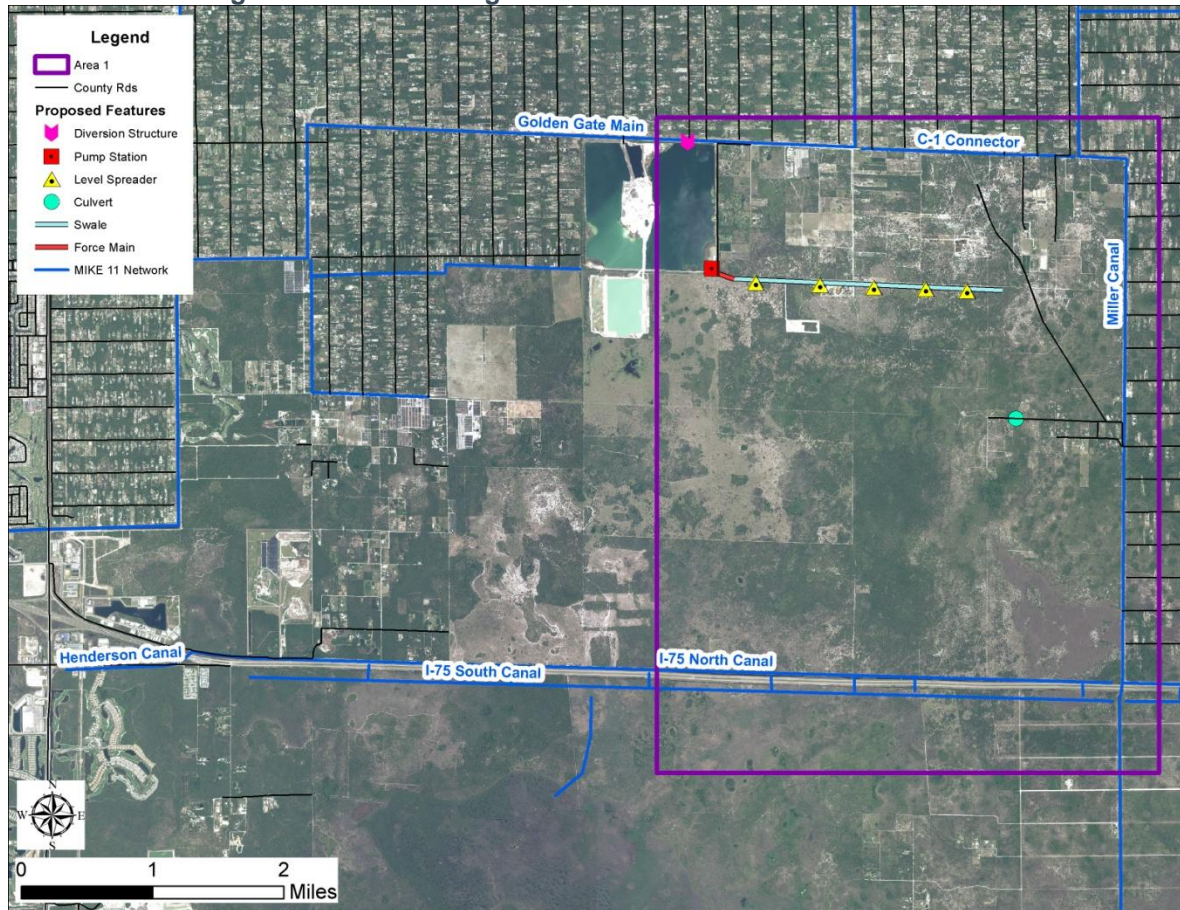 Legend
Area 1
County Rds
Proposed Features
Diversion Structure
Pump Station
Level Spreader
Culvert
Swale
Force Main
MIKE 11 Network
Golden Gate Main
C-1 Connector
Miller Canal
Henderson Canal
I-75 South Canal
I-75 North Canal
N
W E
S
0 1 2
Miles